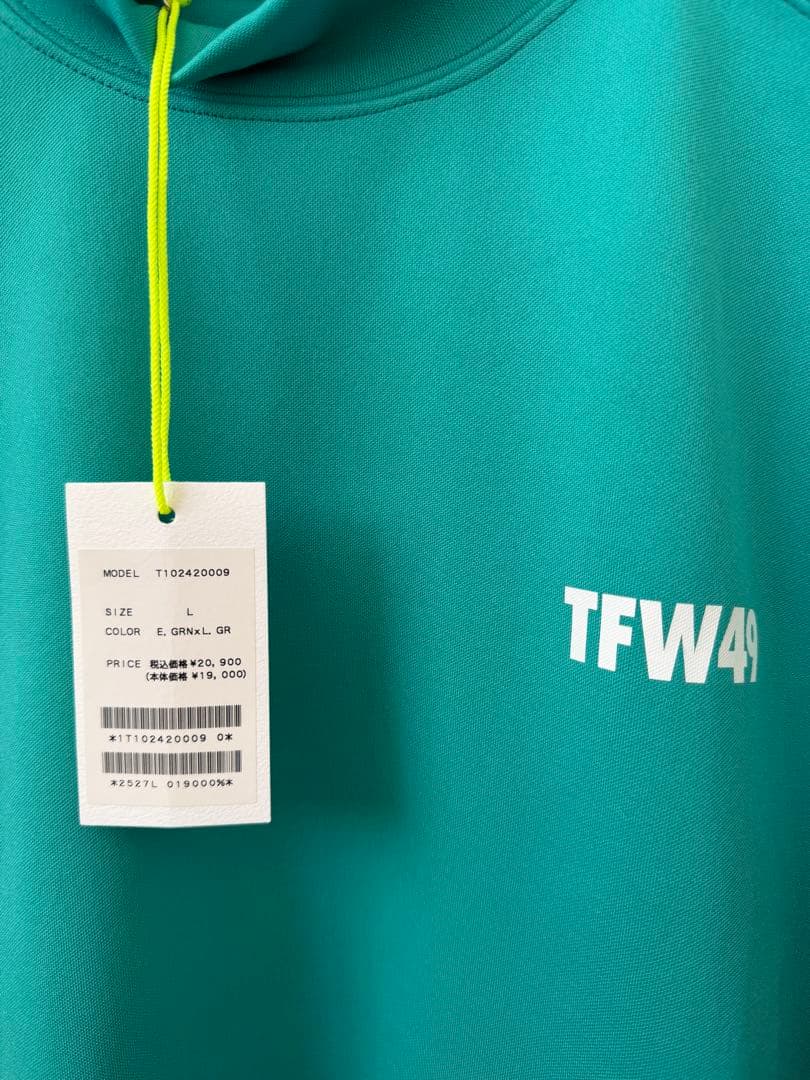 MODEL T102420009
SIZE L
COLOR E.GRNxL.GR
PRICE 税込価格 ¥20,900
(本体価格 ¥19,000)
*1T102420009 0*
*2527L 019000%*
TFW49